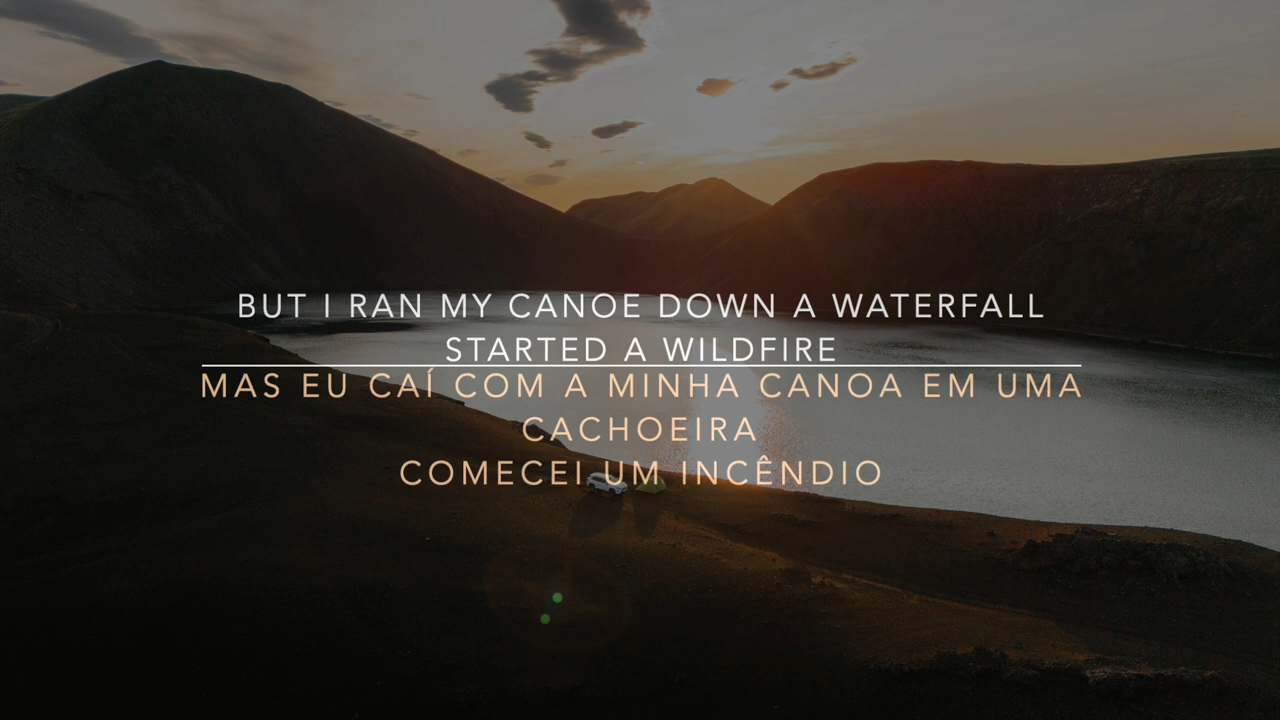 BUT I RAN MY CANOE DOWN A WATERFALL
STARTED A WILDFIRE
MAS EU CAÍ COM A MINHA CANOA EM UMA
CACHOEIRA
COMECEI UM INCÊNDIO